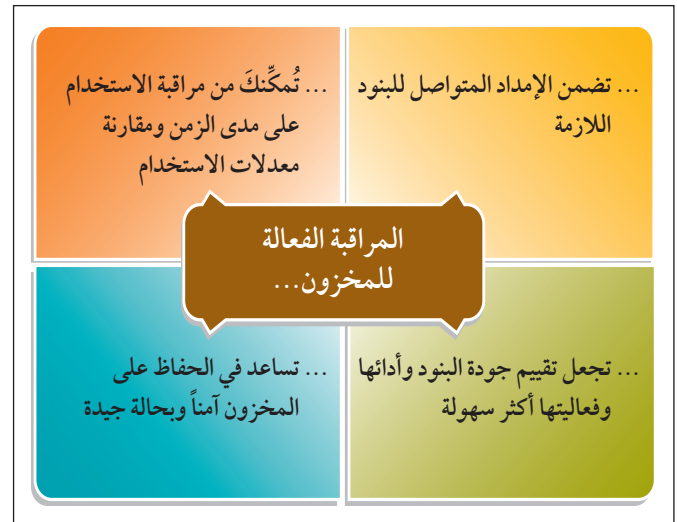 ... تضمن الإمداد المتواصل للبنود
اللازمة
... تُمكِّنكَ من مراقبة الاستخدام
على مدى الزمن ومقارنة
معدلات الاستخدام
المراقبة الفعالة
للمخزون...
... تجعل تقييم جودة البنود وأدائها
وفعاليتها أكثر سهولة
... تساعد في الحفاظ على
المخزون آمناً وبحالة جيدة